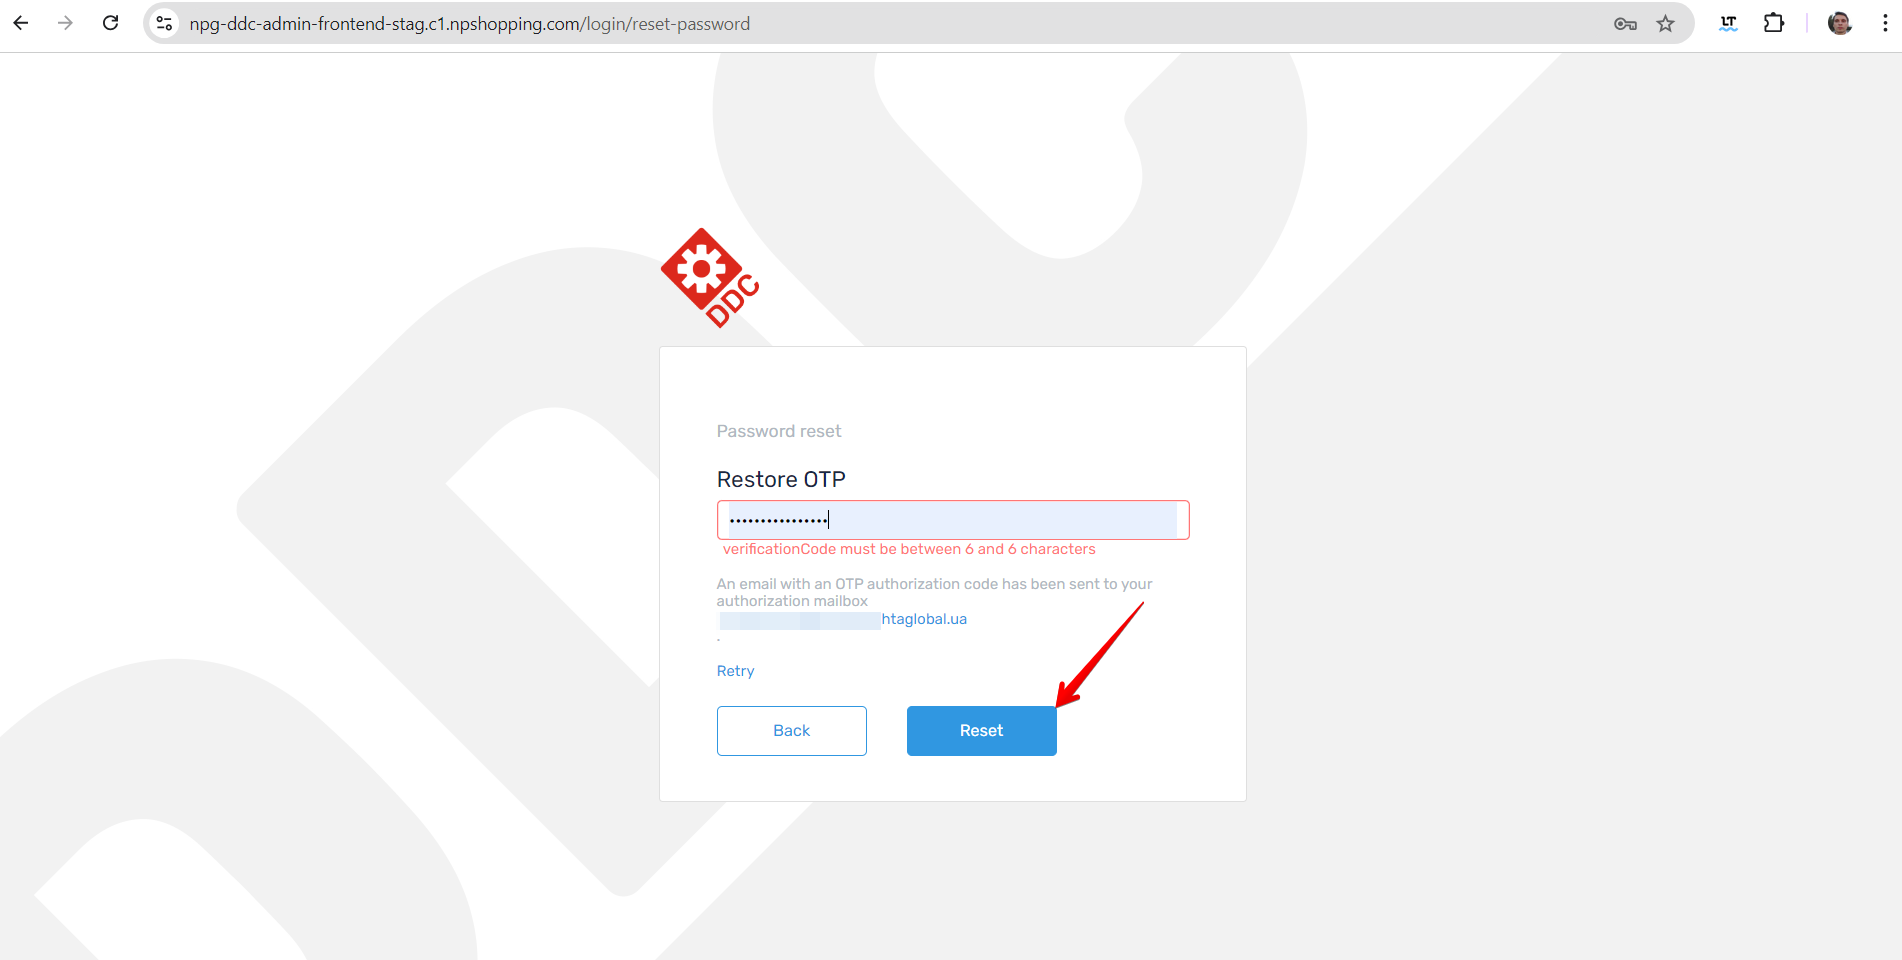 npg-ddc-admin-frontend-stag.c1.npshopping.com/login/reset-password
LT
DDC
Password reset
Restore OTP
••••••••••••••••
verificationCode must be between 6 and 6 characters
An email with an OTP authorization code has been sent to your
authorization mailbox
htaglobal.ua
.
Retry
Back
Reset